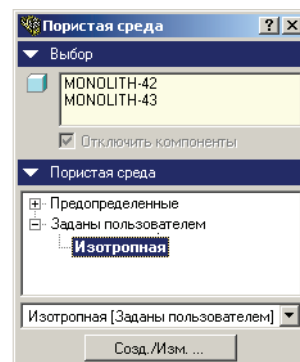 Пористая среда
Выбор
MONOLITH-42
MONOLITH-43
Отключить компоненты
Пористая среда
Предопределенные
Заданы пользователем
Изотропная
Изотропная [Заданы пользователем]
Созд./Изм. ...